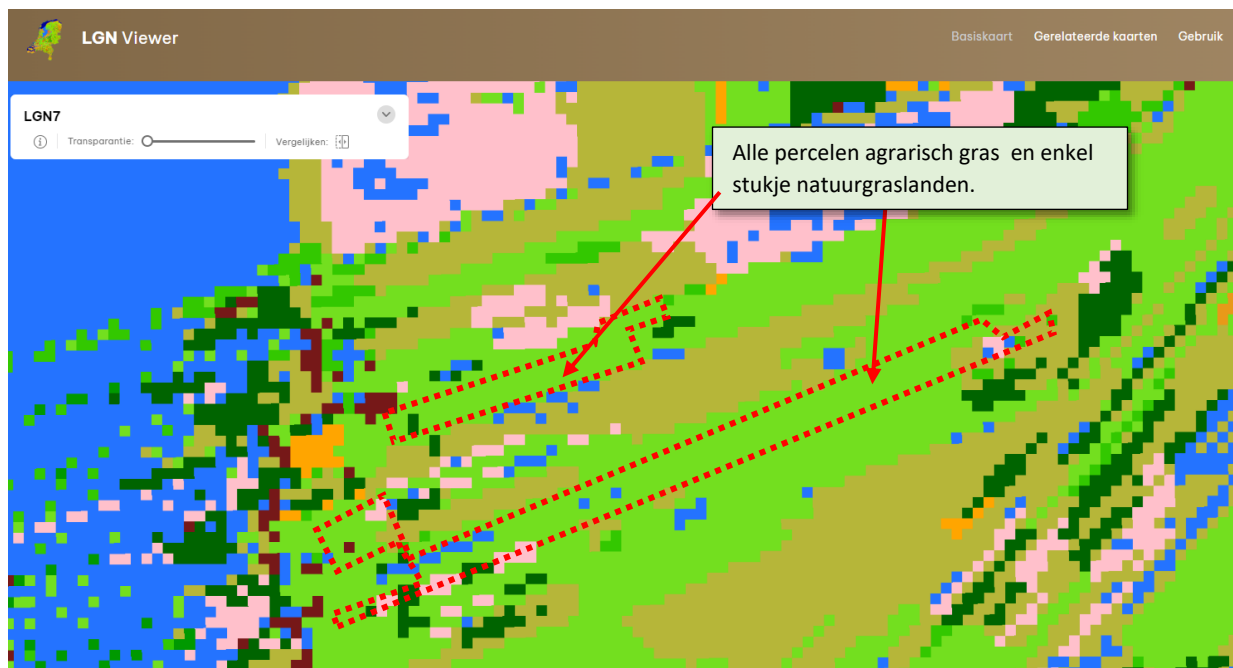 LGN Viewer
Basiskaart Gerelateerde kaarten Gebruik
LGN7
Transparantie: Vergelijken:
Alle percelen agrarisch gras en enkel
stukje natuurgraslanden.